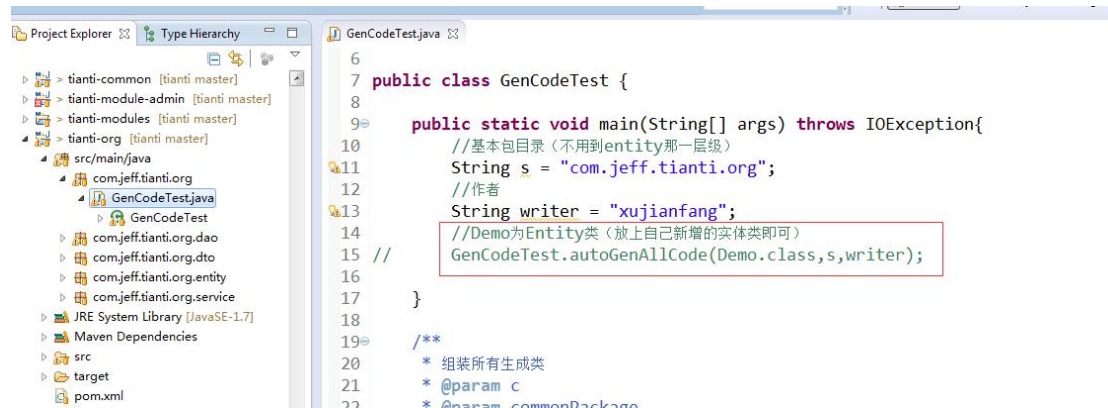 Project Explorer Type Hierarchy
> tianti-common [tianti master]
> tianti-module-admin [tianti master]
> tianti-modules [tianti master]
> tianti-org [tianti master]
src/main/java
com.jeff.tianti.org
GenCodeTest.java
GenCodeTest
com.jeff.tianti.org.dao
com.jeff.tianti.org.dto
com.jeff.tianti.org.entity
com.jeff.tianti.org.service
JRE System Library [JavaSE-1.7]
Maven Dependencies
src
target
pom.xml
GenCodeTest.java
6
7 public class GenCodeTest {
8
9 public static void main(String[] args) throws IOException{
10 //基本包目录（不用到entity那一层级）
11 String s = "com.jeff.tianti.org";
12 //作者
13 String writer = "xujianfang";
14 //Demo为Entity类（放上自己新增的实体类即可）
15 // GenCodeTest.autoGenAllCode(Demo.class,s,writer);
16
17 }
18
19 /**
20 * 组装所有生成类
21 * @param c
22 * @param commonPackage